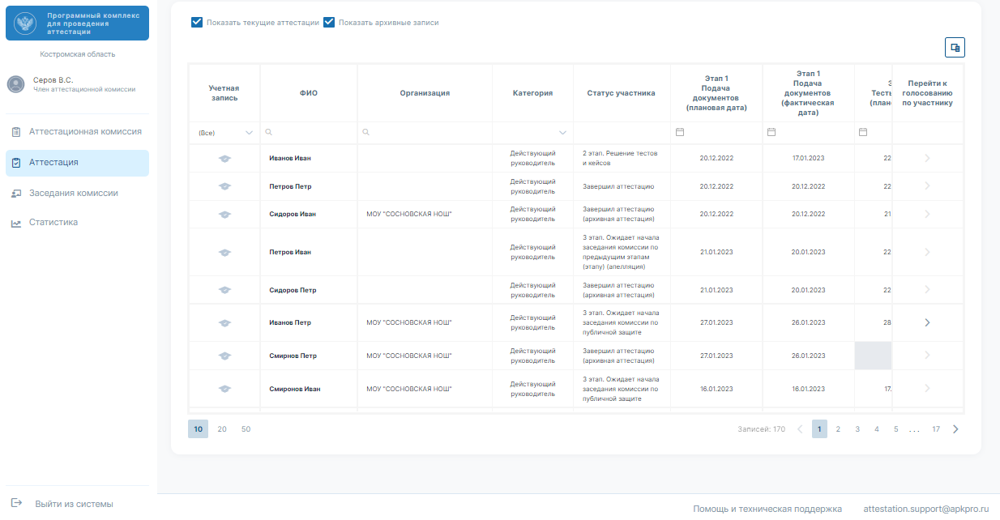 Программный комплекс
для проведения
аттестации
Костромская область
Серов В.С.
Член аттестационной комиссии
Аттестационная комиссия
Аттестация
Заседания комиссии
Статистика
Выйти из системы
Показать текущие аттестации Показать архивные записи
Учетная
запись
ФИО
Организация
Категория
Статус участника
Этап 1
Подача
документов
(плановая дата)
Этап 1
Подача
документов
(фактическая
дата)
Э
Тесть
(план
Перейти к
голосованию
по участнику
(Все)
Иванов Иван
Действующий
руководитель
2 этап. Решение тестов
и кейсов
20.12.2022
17.01.2023
22
Петров Петр
Действующий
руководитель
Завершил аттестацию
20.12.2022
20.12.2022
22
Сидоров Иван
МОУ "СОСНОВСКАЯ НОШ"
Действующий
руководитель
Завершил аттестацию
(архивная аттестация)
20.12.2022
20.12.2022
21
Петров Иван
Действующий
руководитель
3 этап. Ожидает начала
заседания комиссии по
предыдущим этапам
(этапу) (апелляция)
21.01.2023
20.01.2023
22
Сидоров Петр
Действующий
руководитель
Завершил аттестацию
(архивная аттестация)
21.01.2023
20.01.2023
22
Иванов Петр
МОУ "СОСНОВСКАЯ НОШ"
Действующий
руководитель
3 этап. Ожидает начала
заседания комиссии по
публичной защите
27.01.2023
26.01.2023
28
Смирнов Петр
МОУ "СОСНОВСКАЯ НОШ"
Действующий
руководитель
Завершил аттестацию
(архивная аттестация)
27.01.2023
26.01.2023
Смиронов Иван
МОУ "СОСНОВСКАЯ НОШ"
Действующий
руководитель
3 этап. Ожидает начала
заседания комиссии по
публичной защите
16.01.2023
16.01.2023
17.
10 20 50
Записей: 170 1 2 3 4 5 ... 17
Помощь и техническая поддержка attestation.support@apkpro.ru